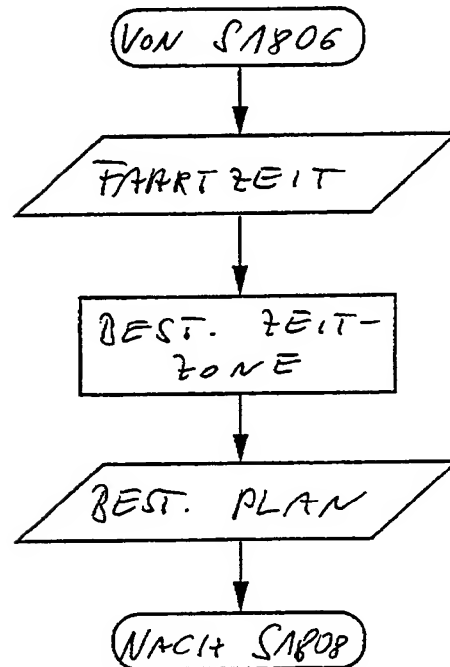 VON S1806
FAHRTZEIT
BEST. ZEIT-
ZONE
BEST. PLAN
NACH S1808